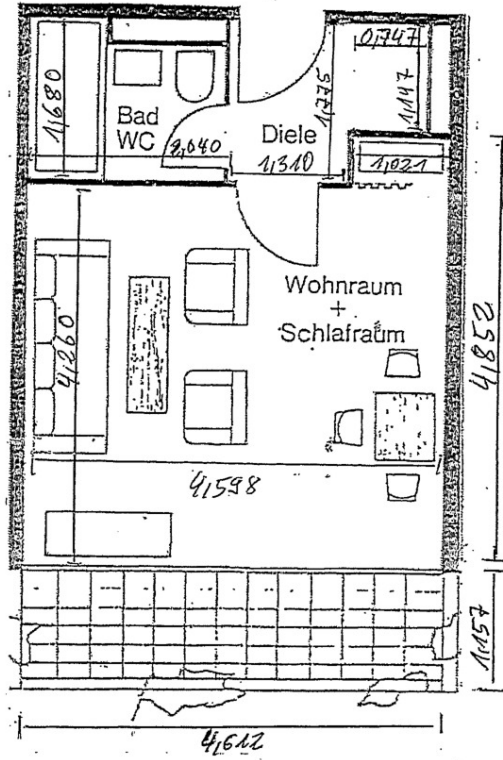 0,747
1,680
1,775
1,147
Bad
WC
Diele
2,040
1,310
1,021
Wohnraum
+
Schlafraum
4,260
4,852
4,598
1,157
4,612